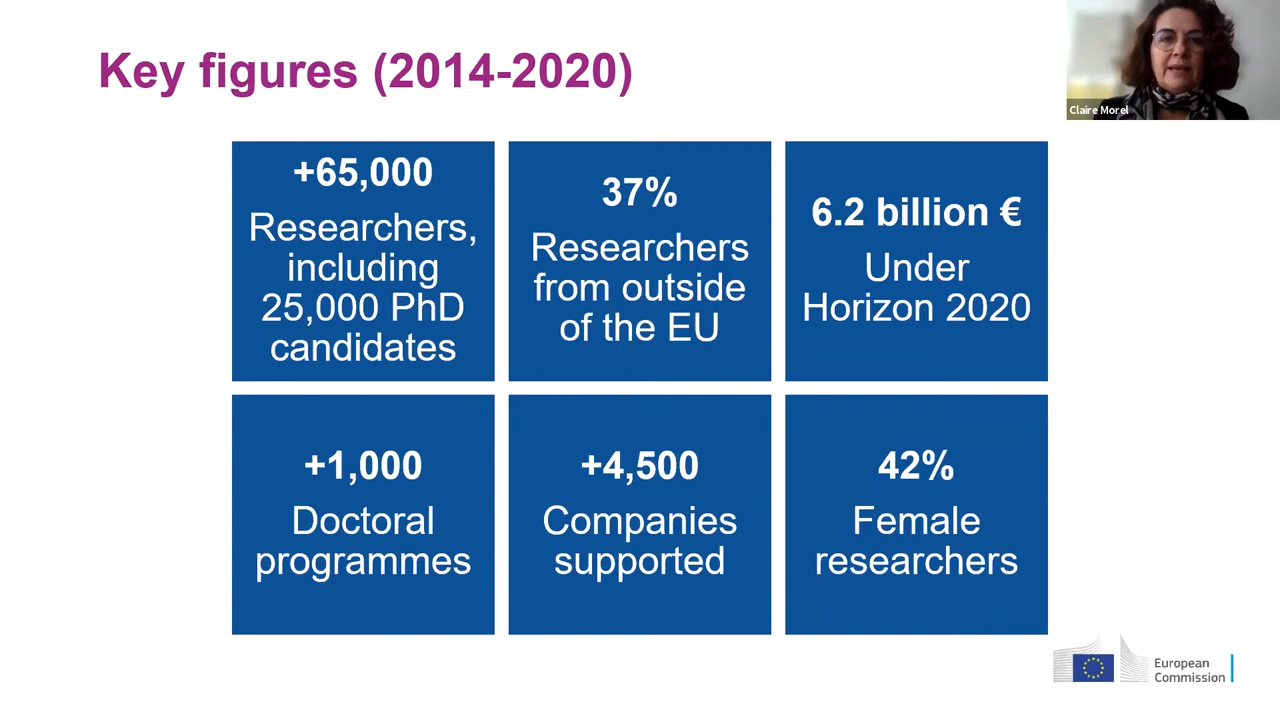 Key figures (2014-2020)
Claire Morel
+65,000
Researchers,
including
25,000 PhD
candidates
37%
Researchers
from outside
of the EU
6.2 billion €
Under
Horizon 2020
+1,000
Doctoral
programmes
+4,500
Companies
supported
42%
Female
researchers
European
Commission